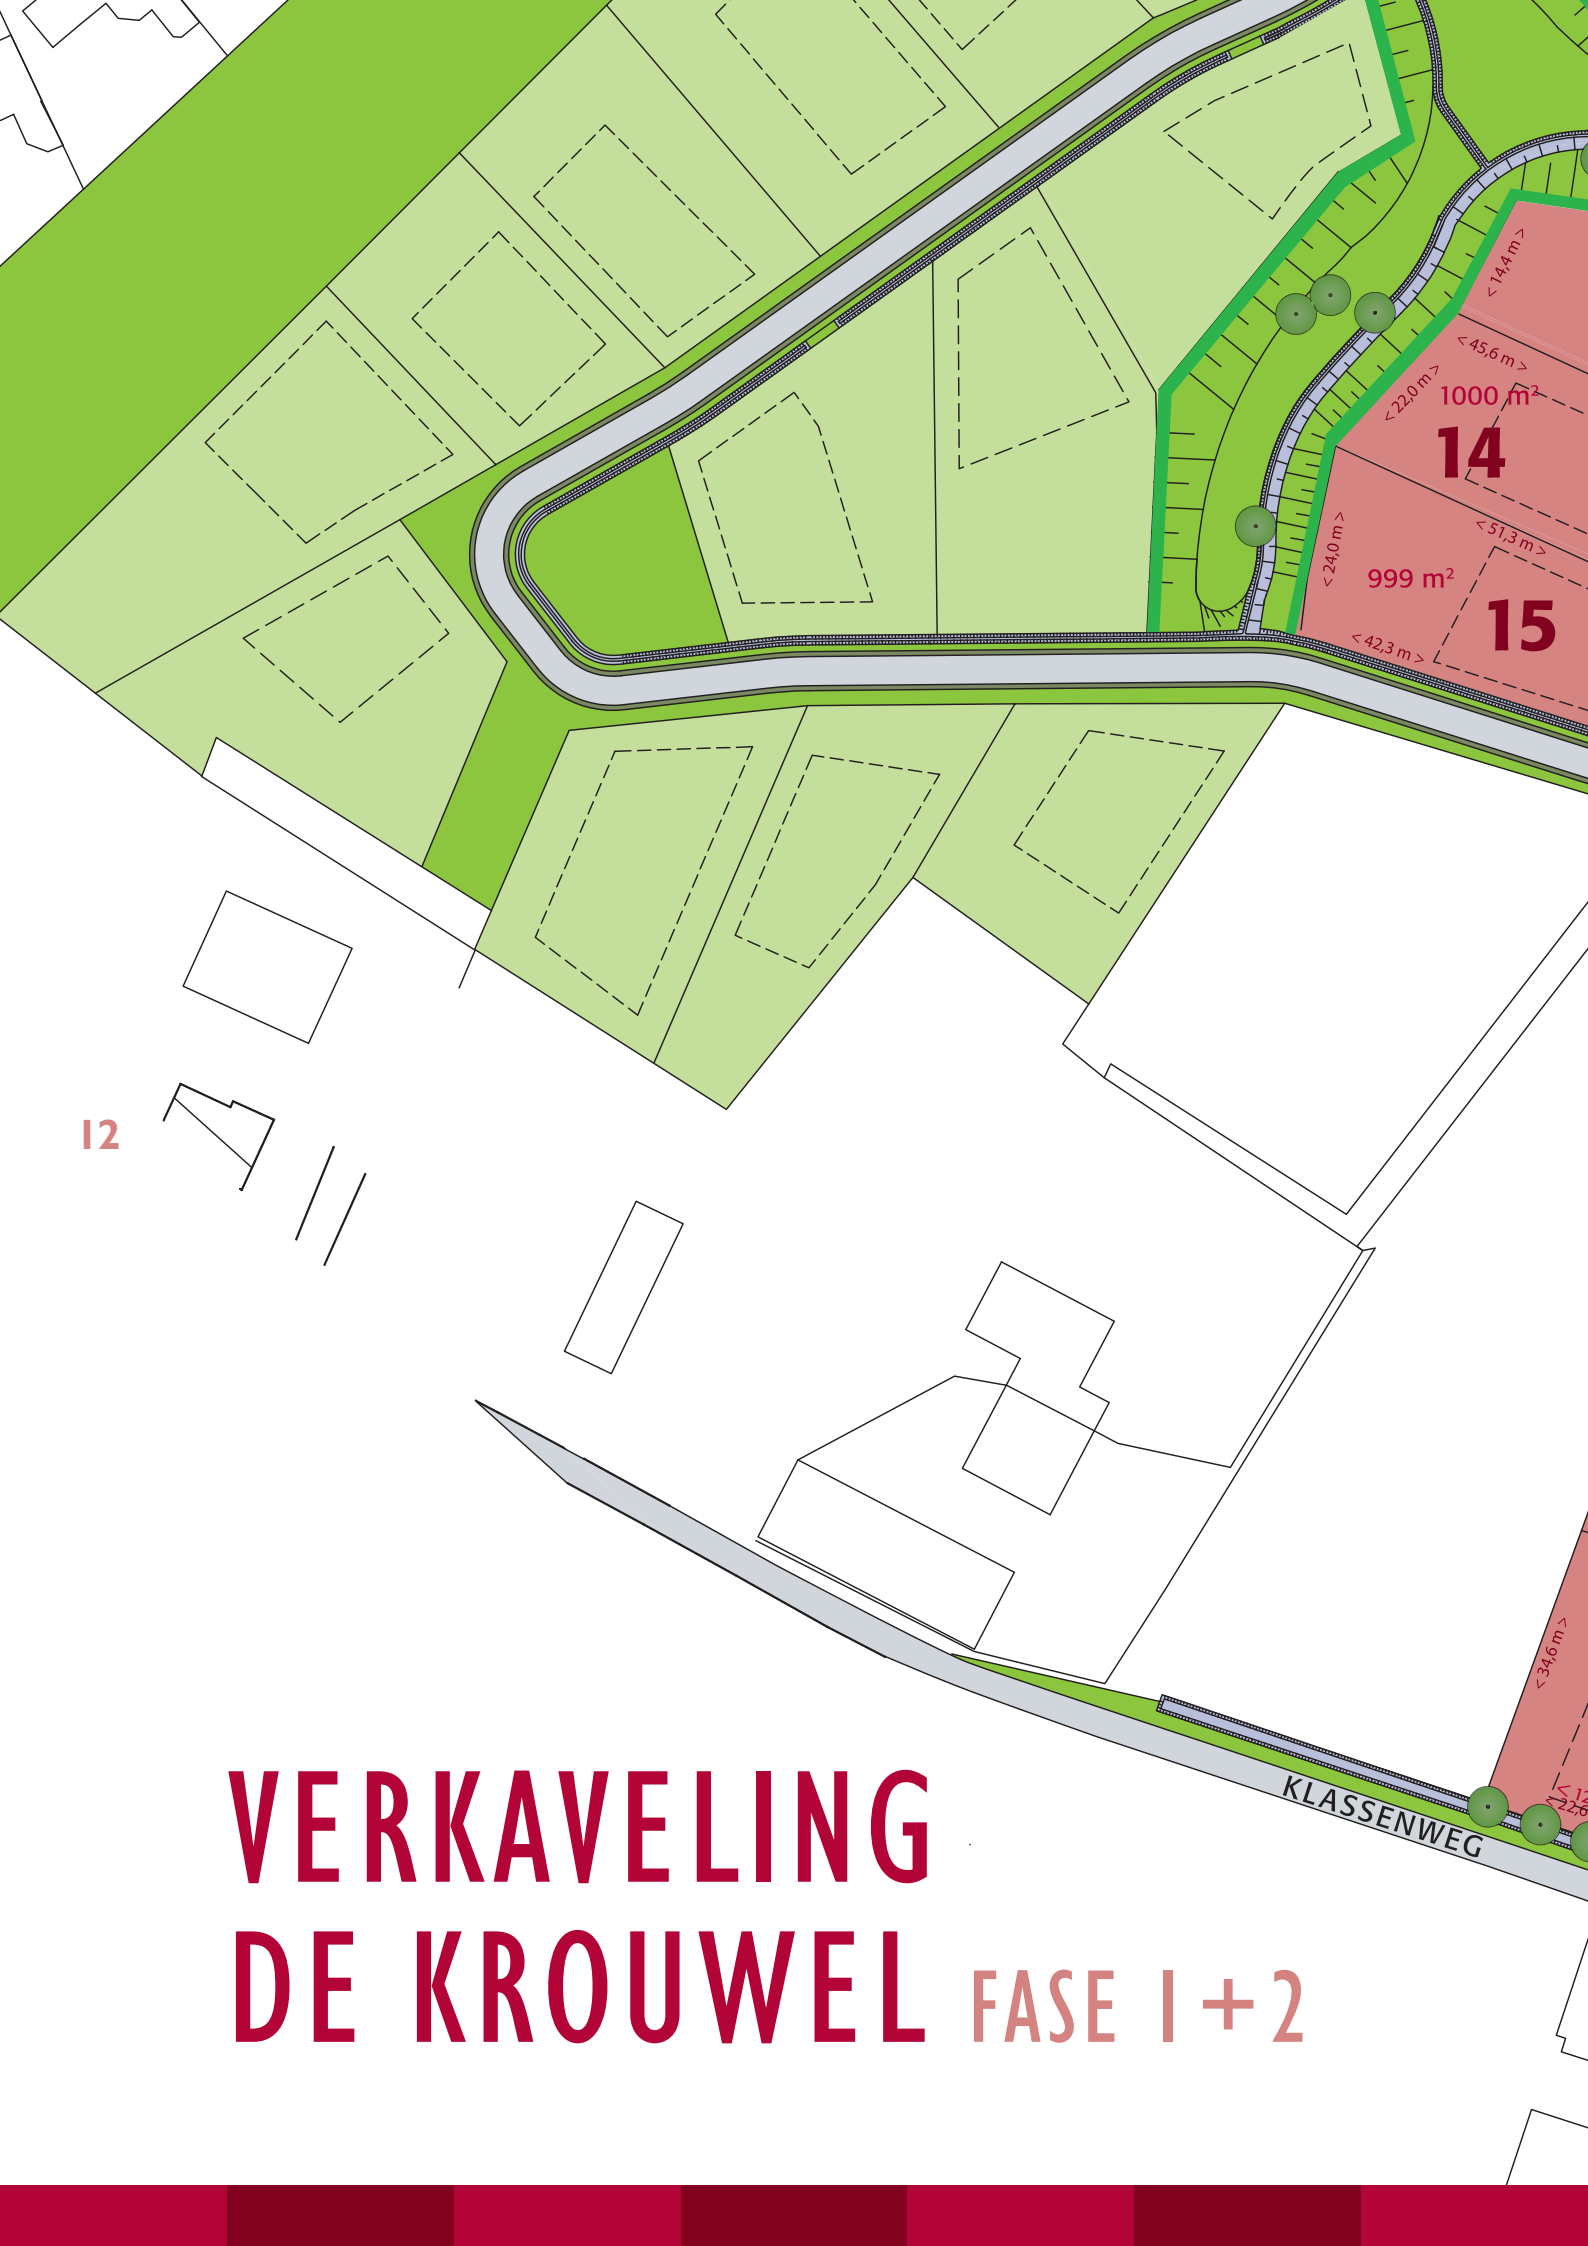 < 14,4 m >
< 45,6 m >
< 22,0 m >
1000 m²
14
< 51,3 m >
< 24,0 m >
999 m²
15
< 42,3 m >
12
< 34,6 m >
KLASSENWEG
VERKAVELING
DE KROUWEL FASE 1+2